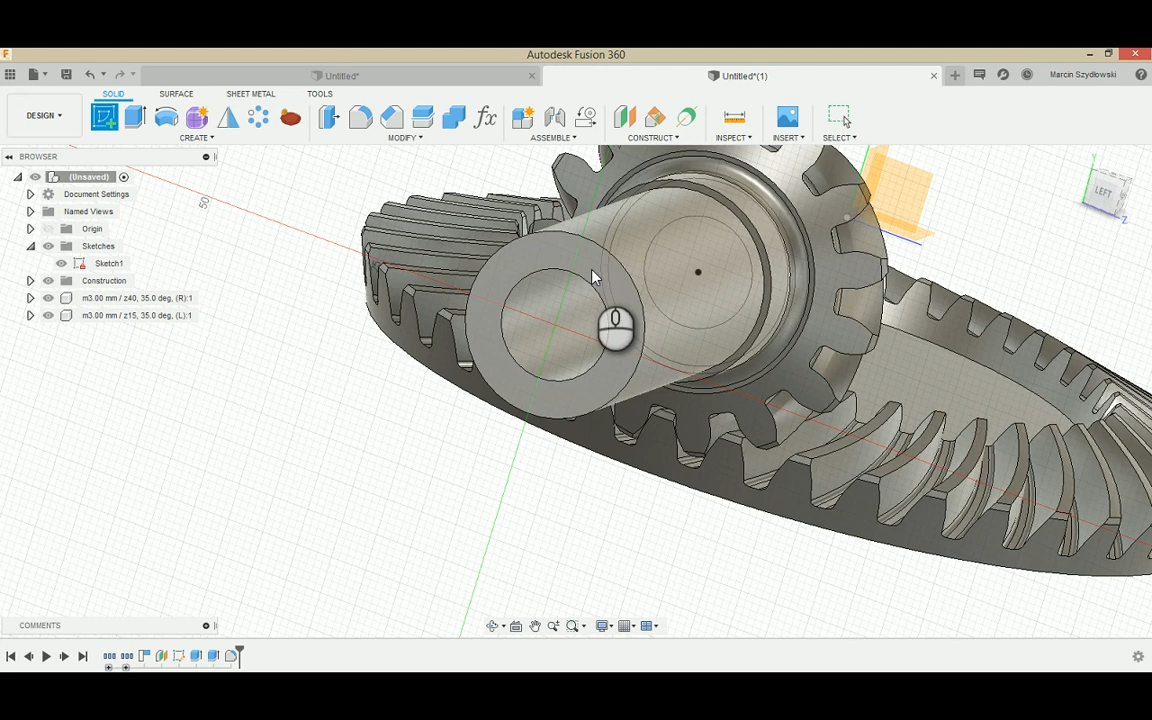 Autodesk Fusion 360
Untitled*
Untitled*(1)
Marcin Szydłowski
DESIGN
SOLID
SURFACE
SHEET METAL
TOOLS
CREATE
MODIFY
ASSEMBLE
CONSTRUCT
INSPECT
INSERT
SELECT
BROWSER
(Unsaved)
Document Settings
Named Views
Origin
Sketches
Sketch1
Construction
m3.00 mm / z40, 35.0 deg, (R):1
m3.00 mm / z15, 35.0 deg, (L):1
50
Y
LEFT
Z
COMMENTS